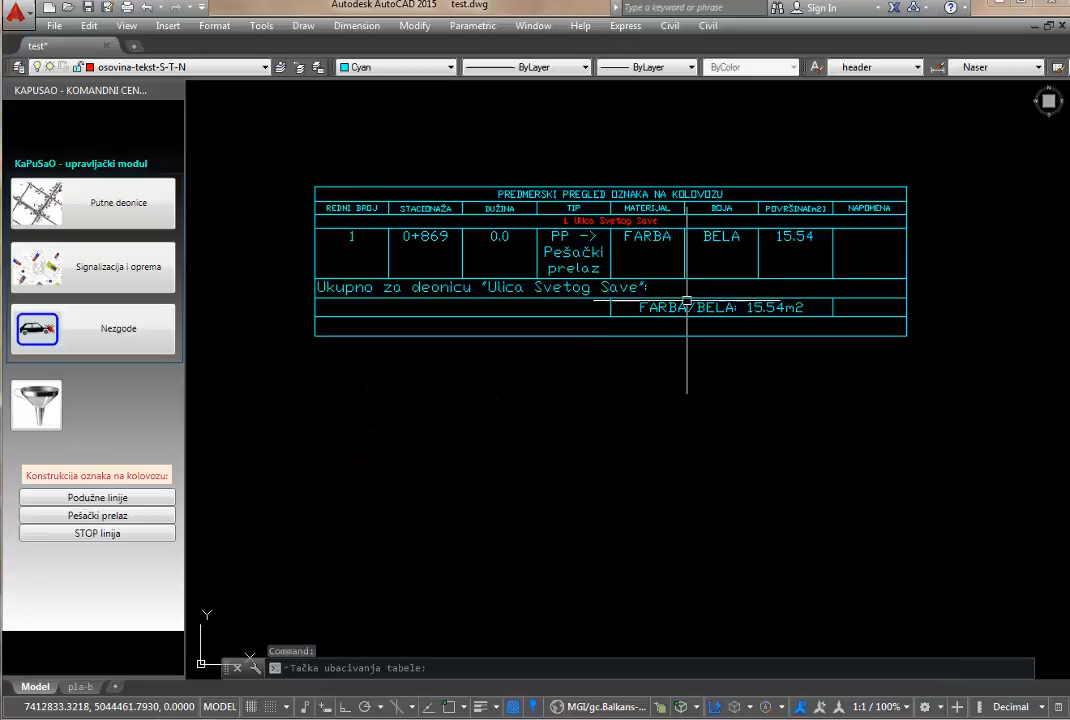 Autodesk AutoCAD 2015 test.dwg
Type a keyword or phrase
Sign In
File Edit View Insert Format Tools Draw Dimension Modify Parametric Window Help Express Civil Civil
test*
osovina-tekst-S-T-N
Cyan
ByLayer
ByLayer
ByColor
header
Naser
KAPUSAO - KOMANDNI CEN...
KaPuSaO - upravljački modul
Putne deonice
Signalizacija i oprema
Nezgode
Konstrukcija oznaka na kolovozu:
Podužne linije
Pešački prelaz
STOP linija
PREDMERSKI PREGLED OZNAKA NA KOLOVOZU
REDNI BROJ STACIONAŽA DUŽINA TIP MATERIJAL BOJA POVRŠINA[m2] NAPOMENA
1. Ulica Svetog Save
1 0+869 0.0 PP -> FARBA BELA 15.54
Pešački
prelaz
Ukupno za deonicu "Ulica Svetog Save":
FARBA/BELA: 15.54m2
Y
Command:
Tačka ubacivanja tabele:
Model pla-b
7412833.3218, 5044461.7930, 0.0000 MODEL
MGI/gc.Balkans-...
1:1 / 100%
Decimal